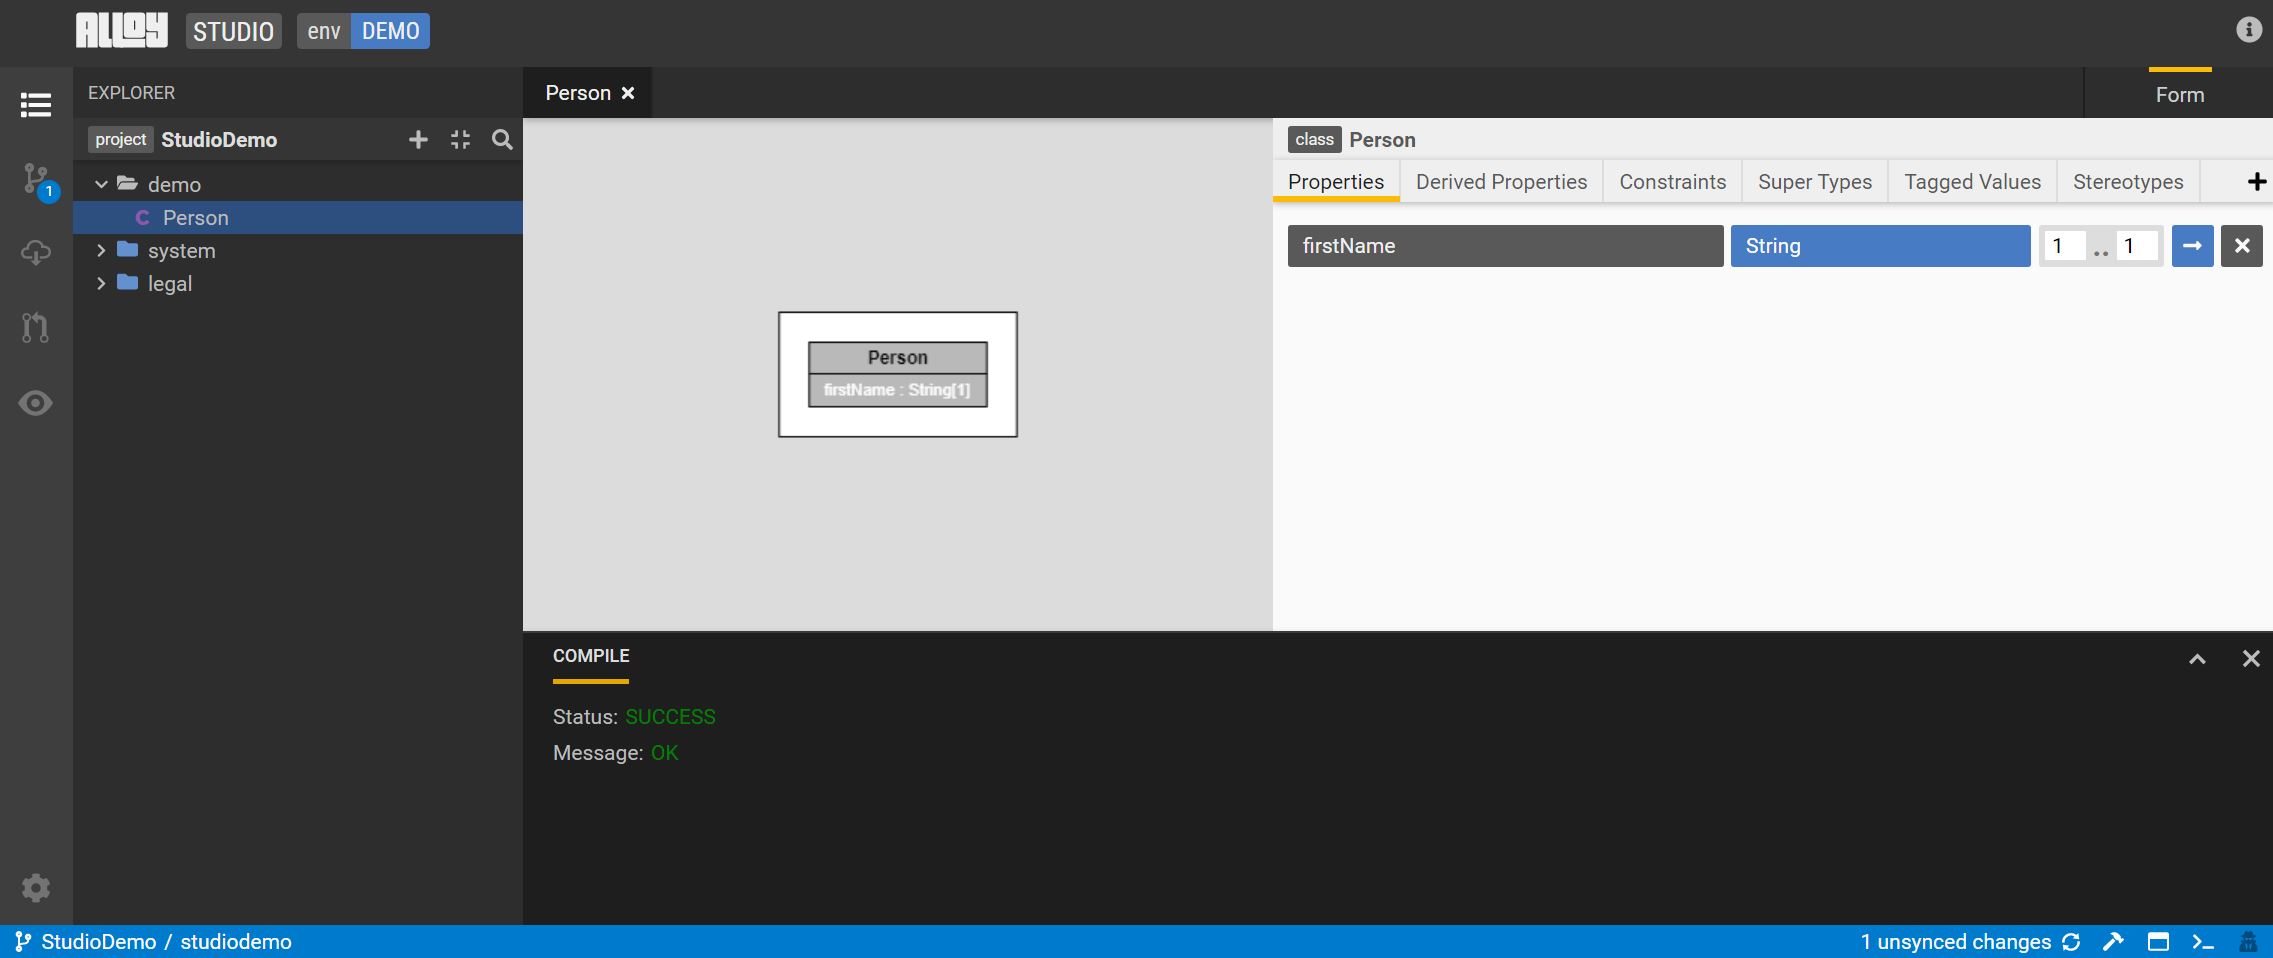 ALLOY STUDIO env DEMO
EXPLORER
project StudioDemo
demo
C Person
system
legal
1
Person
Form
Person
firstName : String[1]
class Person
Properties Derived Properties Constraints Super Types Tagged Values Stereotypes
firstName String 1 .. 1
COMPILE
Status: SUCCESS
Message: OK
StudioDemo / studiodemo
1 unsynced changes